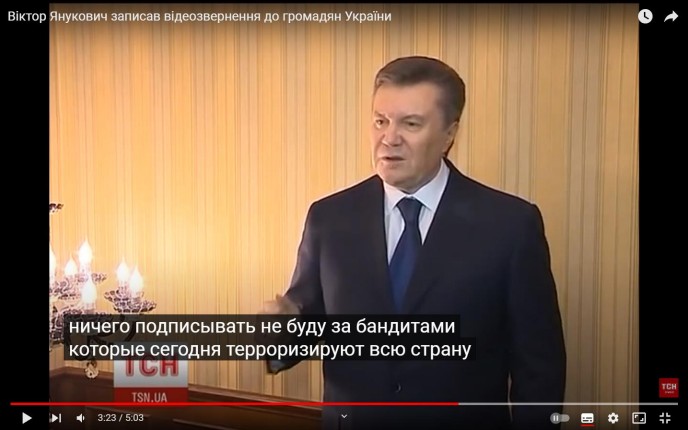 Віктор Янукович записав відеозвернення до громадян України
ничего подписывать не буду за бандитами
которые сегодня терроризируют всю страну
ТСН
TSN.UA
ТСН
3:23 / 5:03